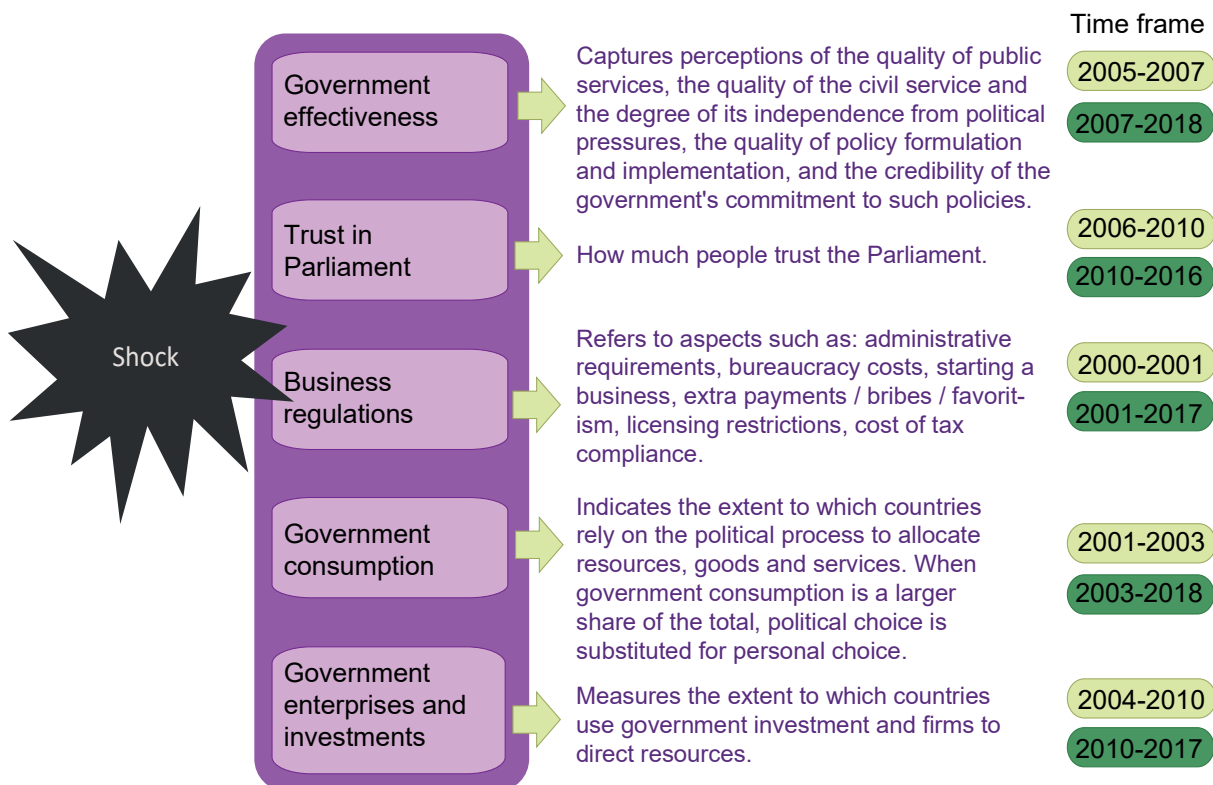 Time frame
Government
effectiveness
Captures perceptions of the quality of public
services, the quality of the civil service and
the degree of its independence from political
pressures, the quality of policy formulation
and implementation, and the credibility of the
government's commitment to such policies.
2005-2007
2007-2018
Trust in
Parliament
How much people trust the Parliament.
2006-2010
2010-2016
Shock
Business
regulations
Refers to aspects such as: administrative
requirements, bureaucracy costs, starting a
business, extra payments / bribes / favorit-
ism, licensing restrictions, cost of tax
compliance.
2000-2001
2001-2017
Government
consumption
Indicates the extent to which countries
rely on the political process to allocate
resources, goods and services. When
government consumption is a larger
share of the total, political choice is
substituted for personal choice.
2001-2003
2003-2018
Government
enterprises and
investments
Measures the extent to which countries
use government investment and firms to
direct resources.
2004-2010
2010-2017